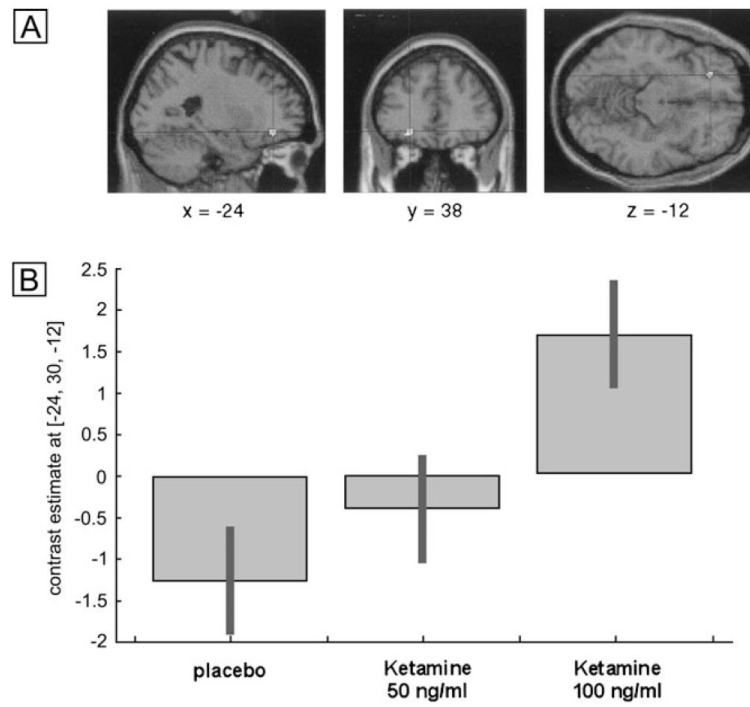 A
x = -24
y = 38
z = -12
B
contrast estimate at [-24, 30, -12]
2.5
2
1.5
1
0.5
0
-0.5
-1
-1.5
-2
placebo
Ketamine
50 ng/ml
Ketamine
100 ng/ml